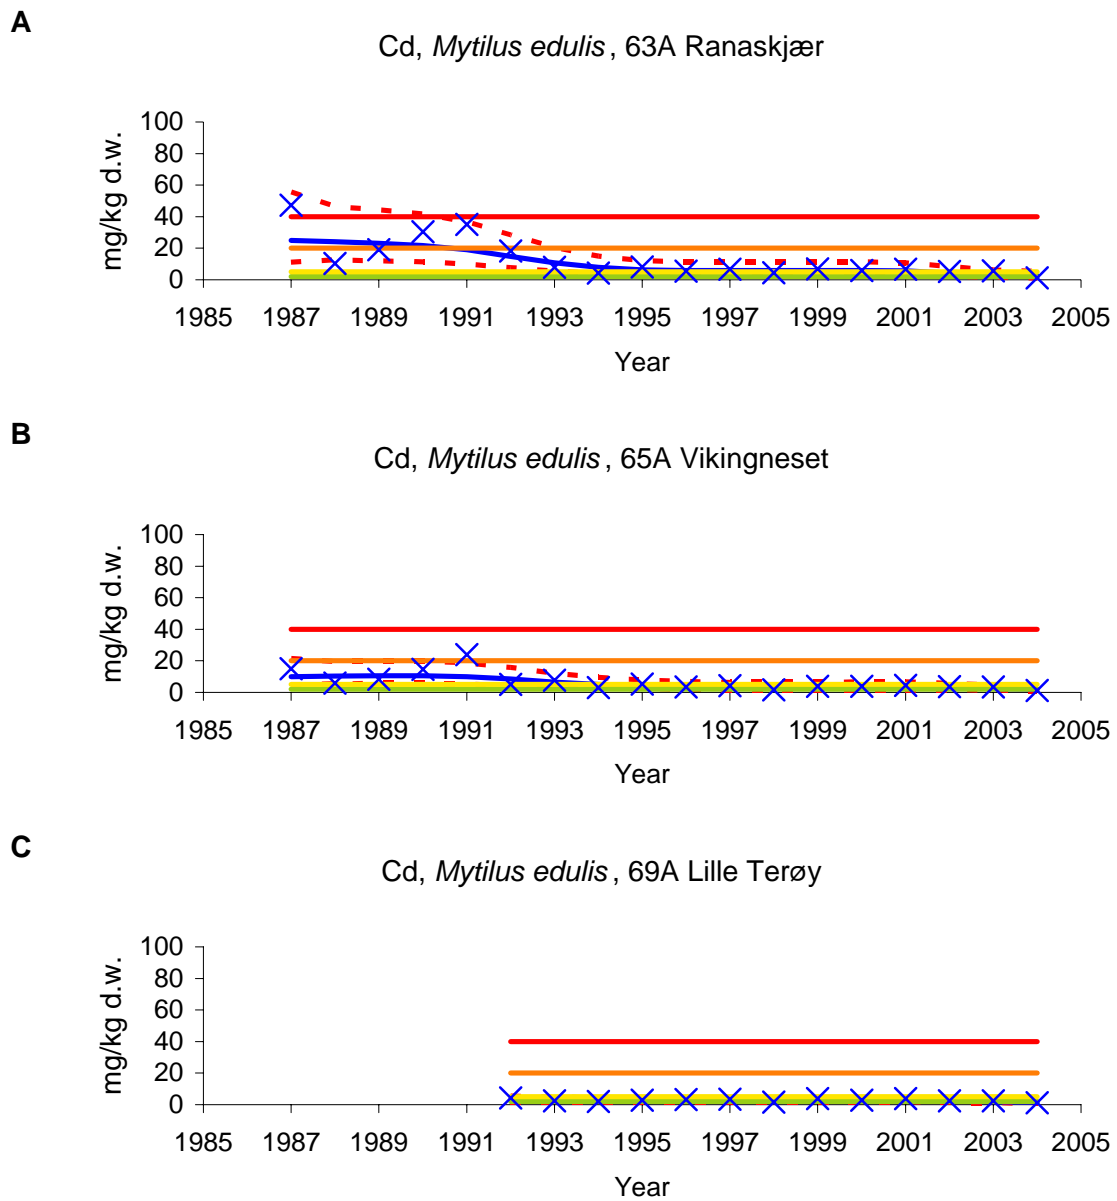 A
Cd, Mytilus edulis, 63A Ranaskjær
mg/kg d.w.
100
80
60
40
20
0
1985 1987 1989 1991 1993 1995 1997 1999 2001 2003 2005
Year
B
Cd, Mytilus edulis, 65A Vikingneset
mg/kg d.w.
100
80
60
40
20
0
1985 1987 1989 1991 1993 1995 1997 1999 2001 2003 2005
Year
C
Cd, Mytilus edulis, 69A Lille Terøy
mg/kg d.w.
100
80
60
40
20
0
1985 1987 1989 1991 1993 1995 1997 1999 2001 2003 2005
Year